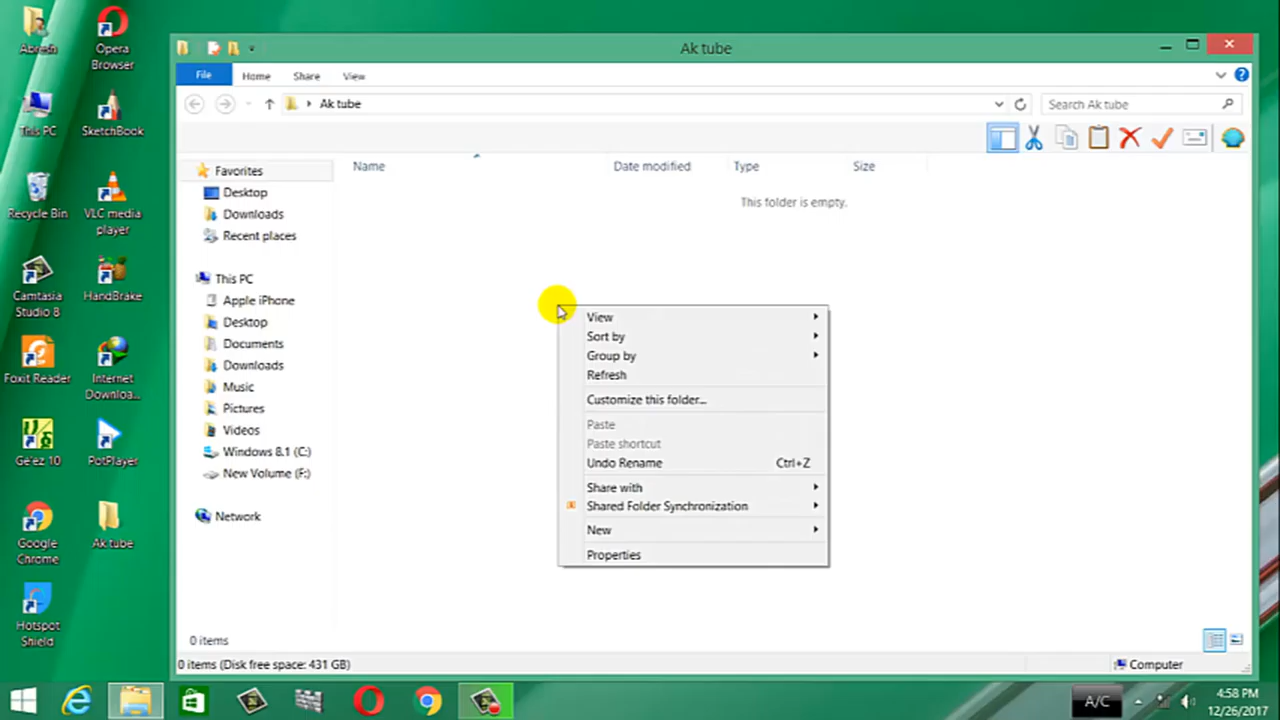 Abresh
Opera
Browser
This PC
SketchBook
Recycle Bin
VLC media
player
Camtasia
Studio 8
HandBrake
Foxit Reader
Internet
Downloa...
Ge'ez 10
PotPlayer
Google
Chrome
Ak tube
Hotspot
Shield
Ak tube
File
Home
Share
View
Ak tube
Search Ak tube
Favorites
Desktop
Downloads
Recent places
This PC
Apple iPhone
Desktop
Documents
Downloads
Music
Pictures
Videos
Windows 8.1 (C:)
New Volume (F:)
Network
Name
Date modified
Type
Size
This folder is empty.
View
Sort by
Group by
Refresh
Customize this folder...
Paste
Paste shortcut
Undo Rename Ctrl+Z
Share with
Shared Folder Synchronization
New
Properties
0 items
0 items (Disk free space: 431 GB)
Computer
A/C
4:58 PM
12/26/2017